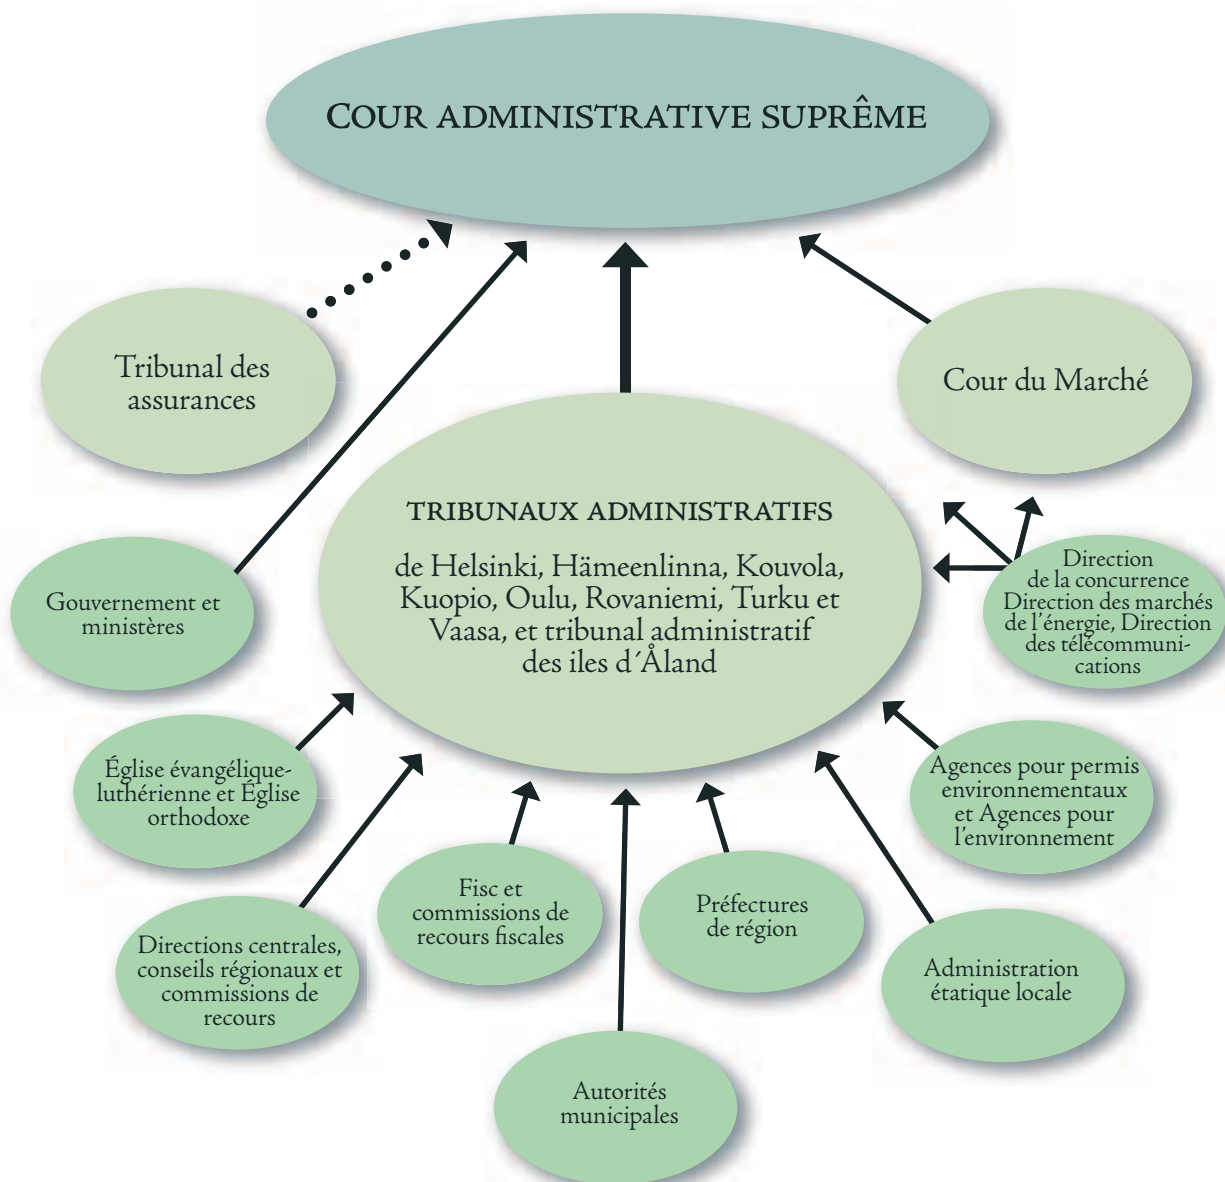 COUR ADMINISTRATIVE SUPRÊME
Tribunal des
assurances
Cour du Marché
TRIBUNAUX ADMINISTRATIFS
de Helsinki, Hämeenlinna, Kouvola,
Kuopio, Oulu, Rovaniemi, Turku et
Vaasa, et tribunal administratif
des iles d´Åland
Gouvernement et
ministères
Direction
de la concurrence
Direction des marchés
de l'énergie, Direction
des télécommuni-
cations
Église évangélique-
luthérienne et Église
orthodoxe
Agences pour permis
environnementaux
et Agences pour
l'environnement
Fisc et
commissions de
recours fiscales
Préfectures
de région
Directions centrales,
conseils régionaux et
commissions de
recours
Administration
étatique locale
Autorités
municipales